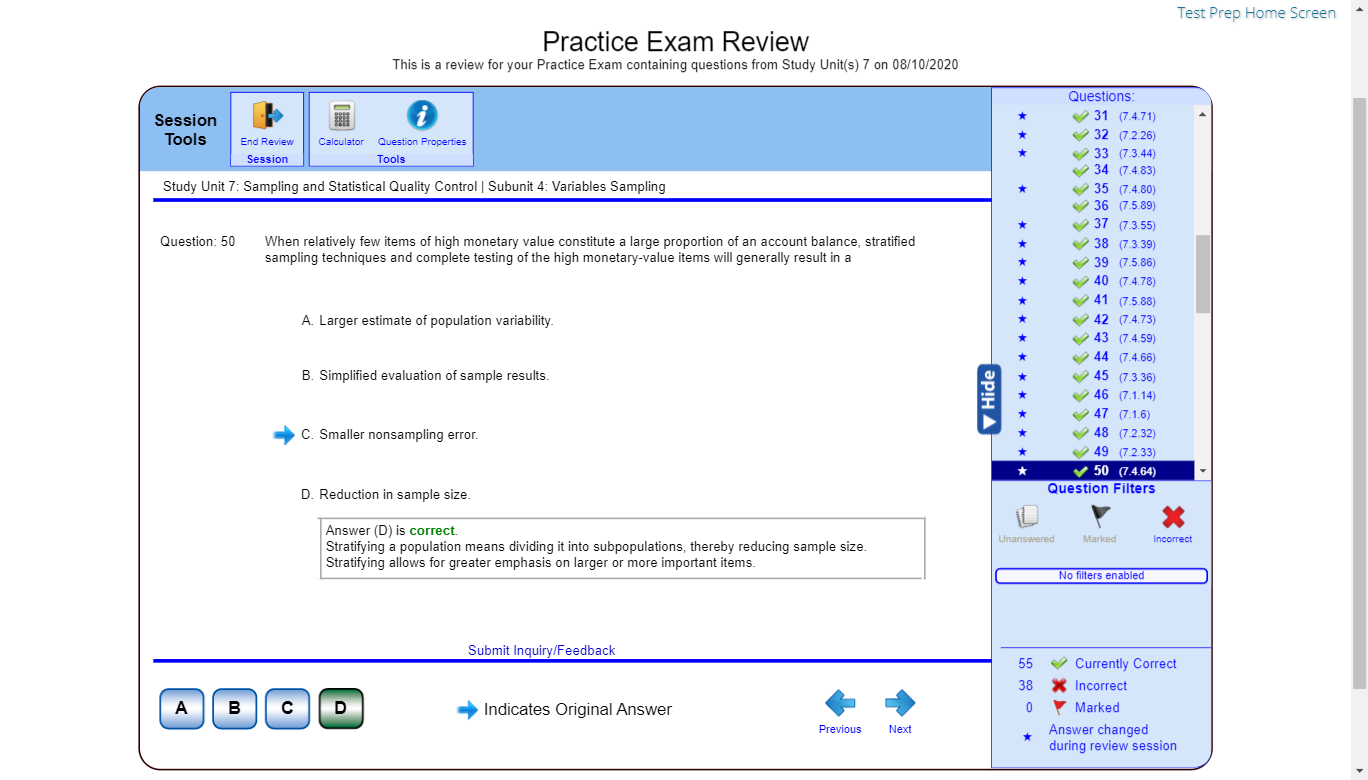 Test Prep Home Screen
Practice Exam Review
This is a review for your Practice Exam containing questions from Study Unit(s) 7 on 08/10/2020
Session
Tools
End Review
Session
Calculator
Question Properties
Tools
Study Unit 7: Sampling and Statistical Quality Control | Subunit 4: Variables Sampling
Question: 50
When relatively few items of high monetary value constitute a large proportion of an account balance, stratified
sampling techniques and complete testing of the high monetary-value items will generally result in a
A. Larger estimate of population variability.
B. Simplified evaluation of sample results.
C. Smaller nonsampling error.
D. Reduction in sample size.
Answer (D) is correct.
Stratifying a population means dividing it into subpopulations, thereby reducing sample size.
Stratifying allows for greater emphasis on larger or more important items.
Submit Inquiry/Feedback
A
B
C
D
Indicates Original Answer
Previous
Next
Hide
Questions:
31 (7.4.71)
32 (7.2.26)
33 (7.3.44)
34 (7.4.83)
35 (7.4.80)
36 (7.5.89)
37 (7.3.55)
38 (7.3.39)
39 (7.5.86)
40 (7.4.78)
41 (7.5.88)
42 (7.4.73)
43 (7.4.59)
44 (7.4.66)
45 (7.3.36)
46 (7.1.14)
47 (7.1.6)
48 (7.2.32)
49 (7.2.33)
50 (7.4.64)
Question Filters
Unanswered
Marked
Incorrect
No filters enabled
55 Currently Correct
38 Incorrect
0 Marked
Answer changed
during review session